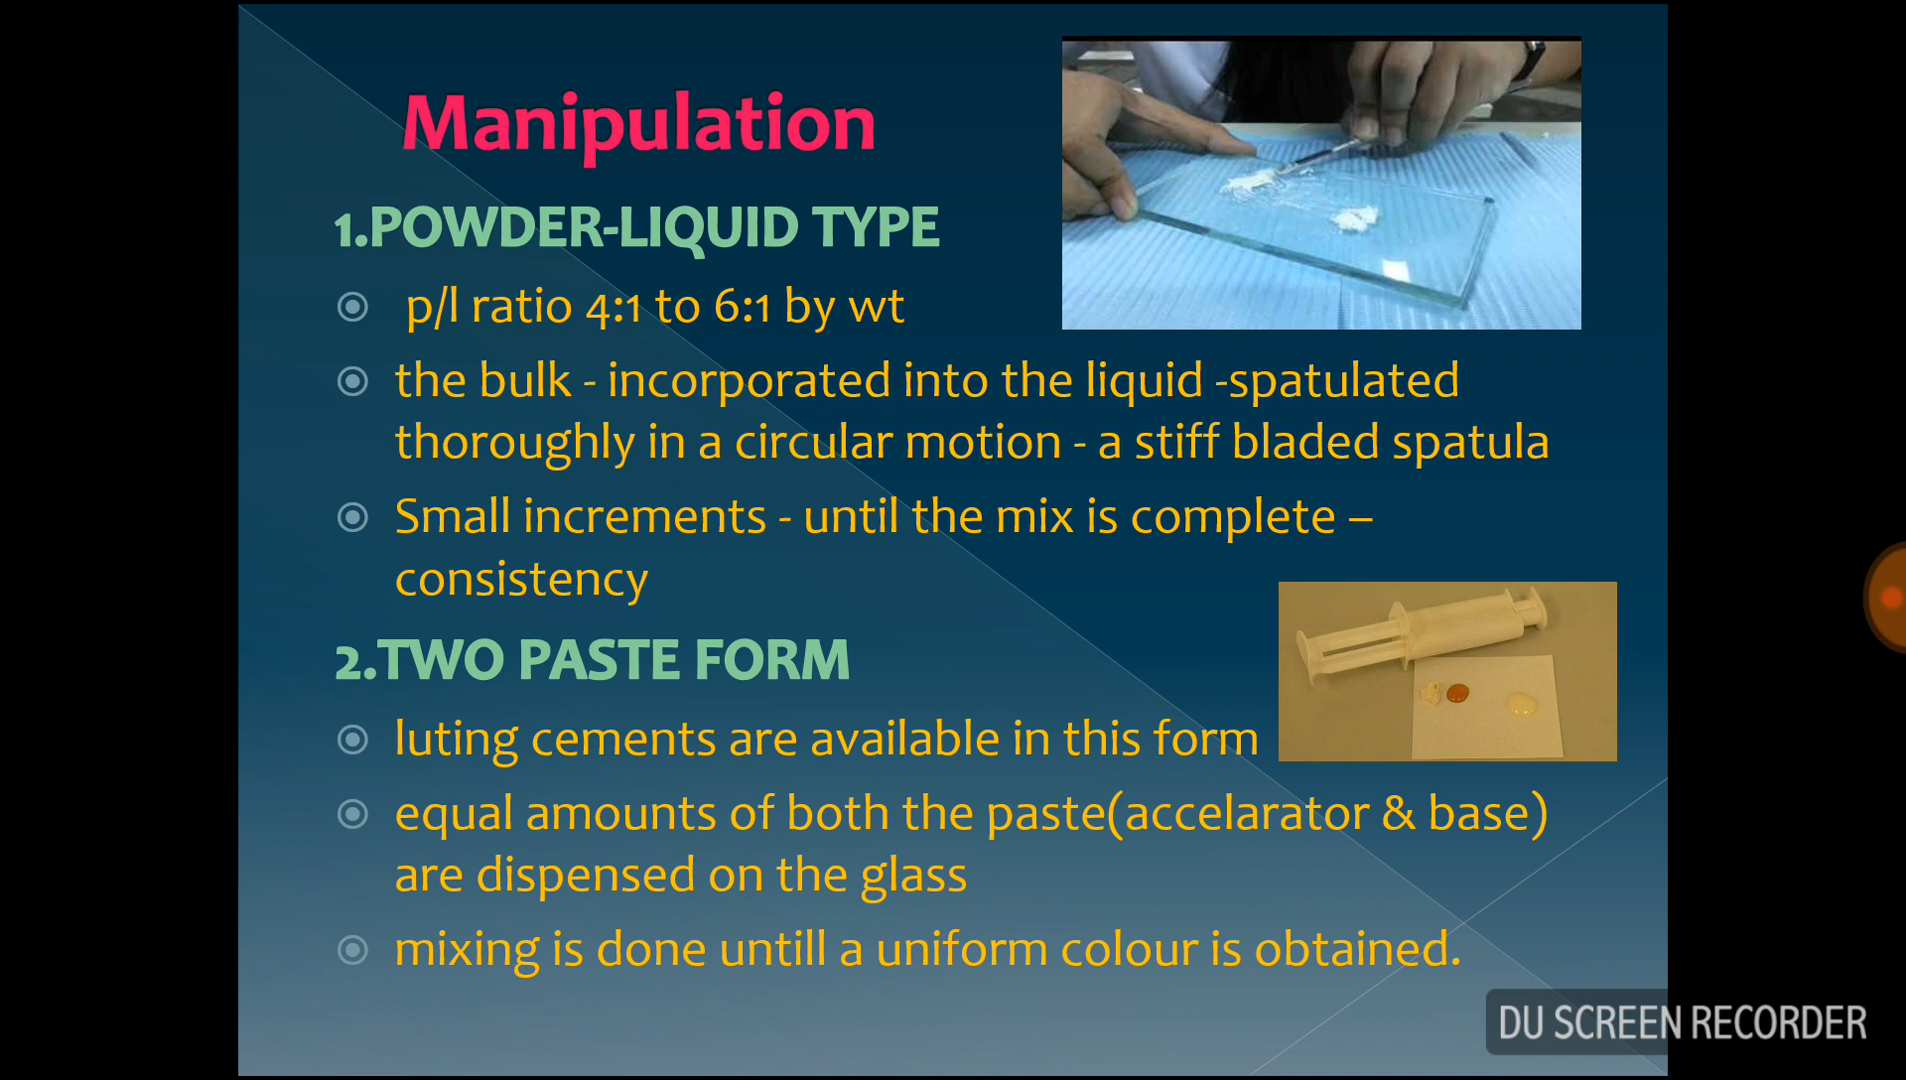 Manipulation
1.POWDER-LIQUID TYPE
p/l ratio 4:1 to 6:1 by wt
the bulk - incorporated into the liquid -spatulated
thoroughly in a circular motion - a stiff bladed spatula
Small increments - until the mix is complete –
consistency
2.TWO PASTE FORM
luting cements are available in this form
equal amounts of both the paste(accelarator & base)
are dispensed on the glass
mixing is done untill a uniform colour is obtained.
DU SCREEN RECORDER